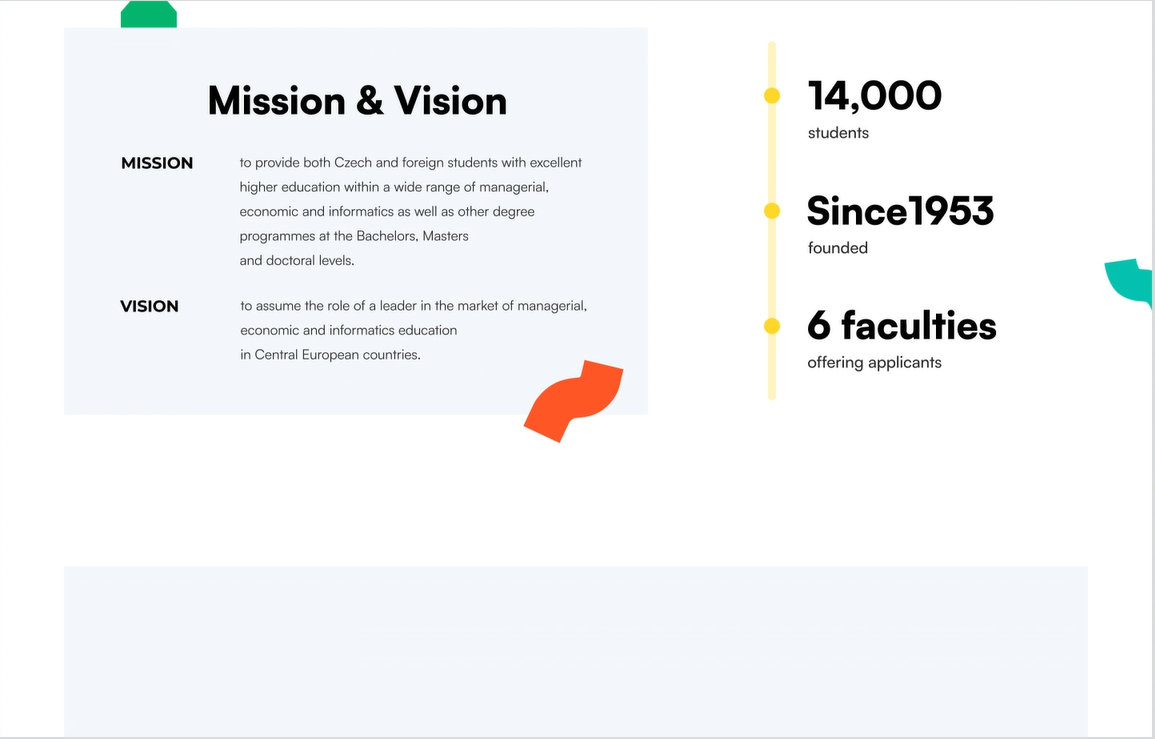 Mission & Vision
MISSION
to provide both Czech and foreign students with excellent
higher education within a wide range of managerial,
economic and informatics as well as other degree
programmes at the Bachelors, Masters
and doctoral levels.
VISION
to assume the role of a leader in the market of managerial,
economic and informatics education
in Central European countries.
14,000
students
Since1953
founded
6 faculties
offering applicants